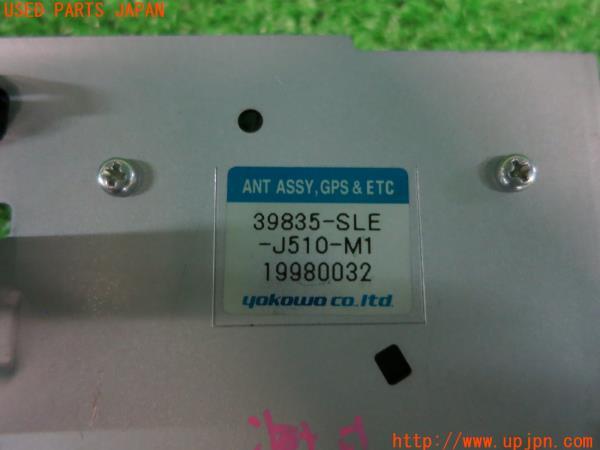 USED PARTS JAPAN
ANT ASSY,GPS & ETC
39835-SLE
-J510-M1
19980032
yokowo co.ltd.
http://www.upjpn.com/